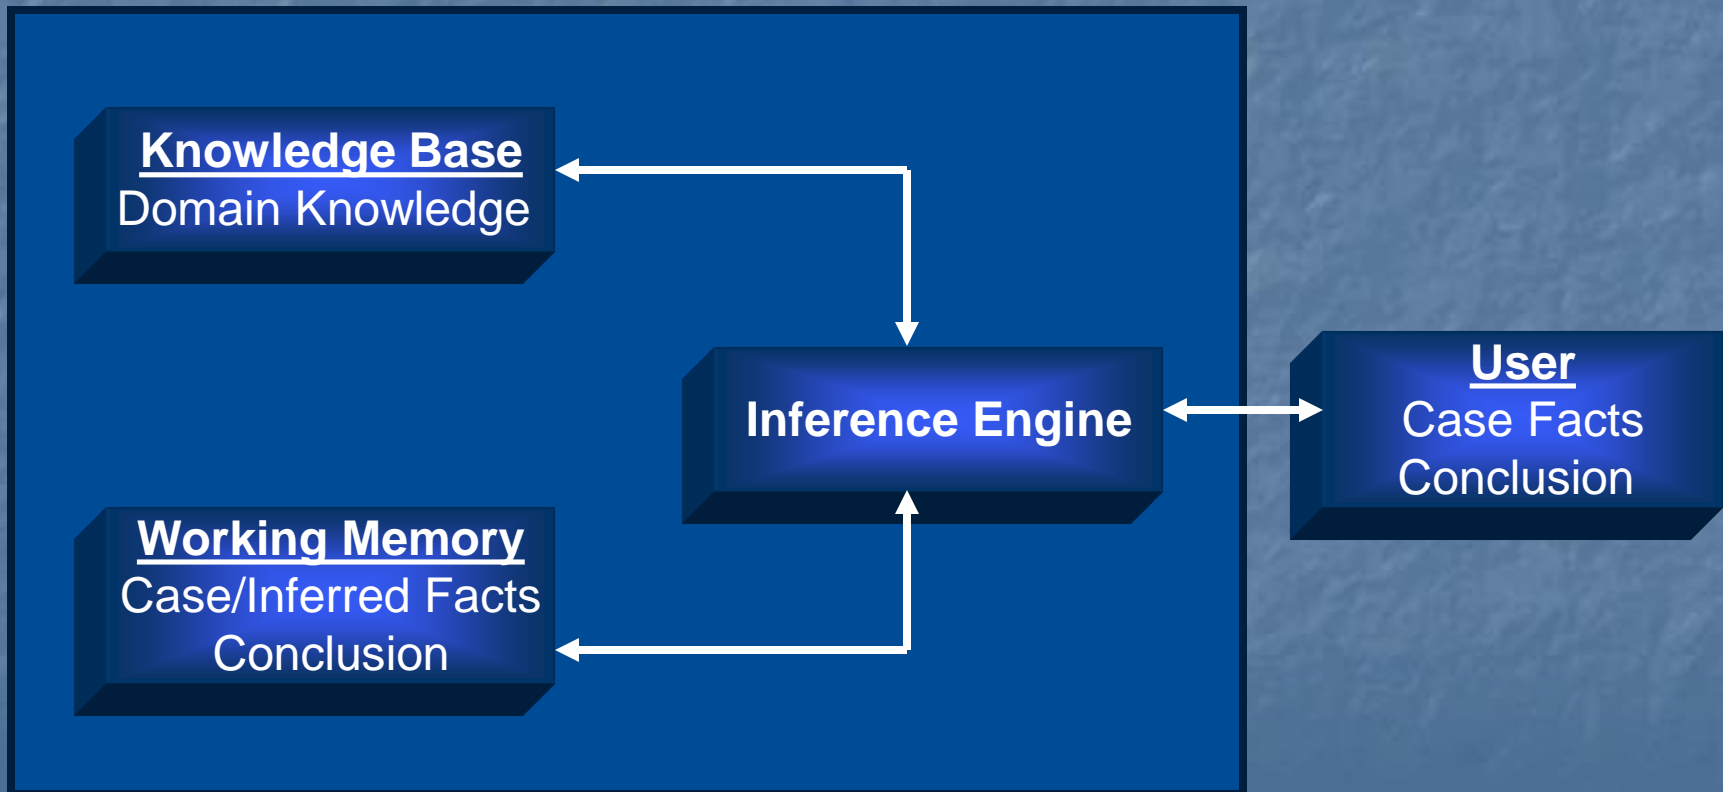 Knowledge Base
Domain Knowledge
Inference Engine
User
Case Facts
Conclusion
Working Memory
Case/Inferred Facts
Conclusion